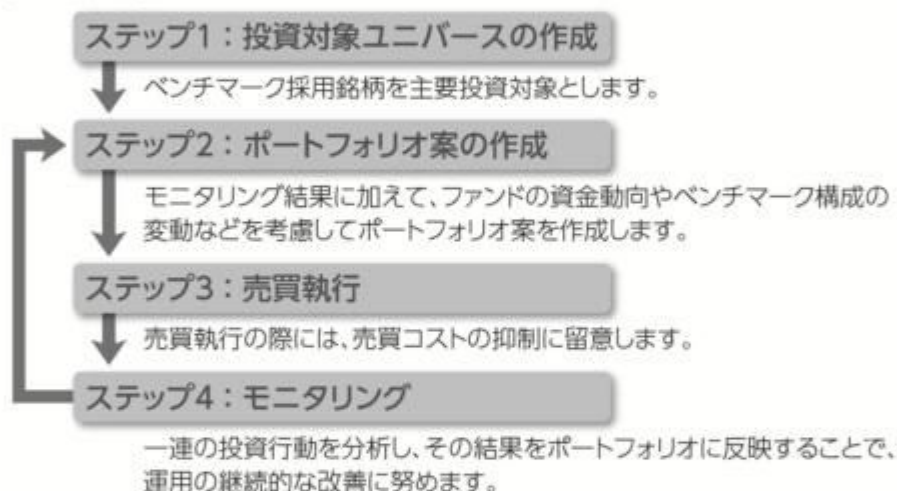 ステップ1：投資対象ユニバースの作成
ベンチマーク採用銘柄を主要投資対象とします。
ステップ2：ポートフォリオ案の作成
モニタリング結果に加えて、ファンドの資金動向やベンチマーク構成の
変動などを考慮してポートフォリオ案を作成します。
ステップ3：売買執行
売買執行の際には、売買コストの抑制に留意します。
ステップ4：モニタリング
一連の投資行動を分析し、その結果をポートフォリオに反映することで、
運用の継続的な改善に努めます。